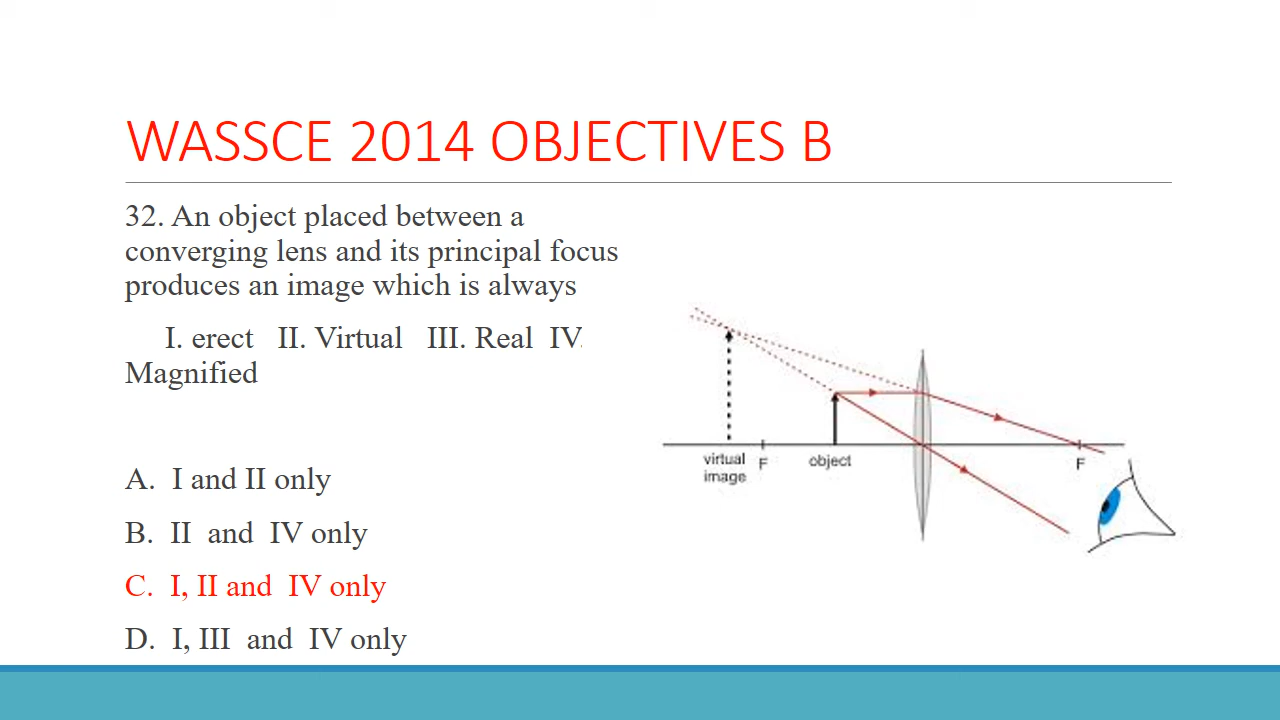 WASSCE 2014 OBJECTIVES B
32. An object placed between a
converging lens and its principal focus
produces an image which is always
I. erect II. Virtual III. Real IV.
Magnified
A. I and II only
B. II and IV only
C. I, II and IV only
D. I, III and IV only
virtual
image
F
object
F